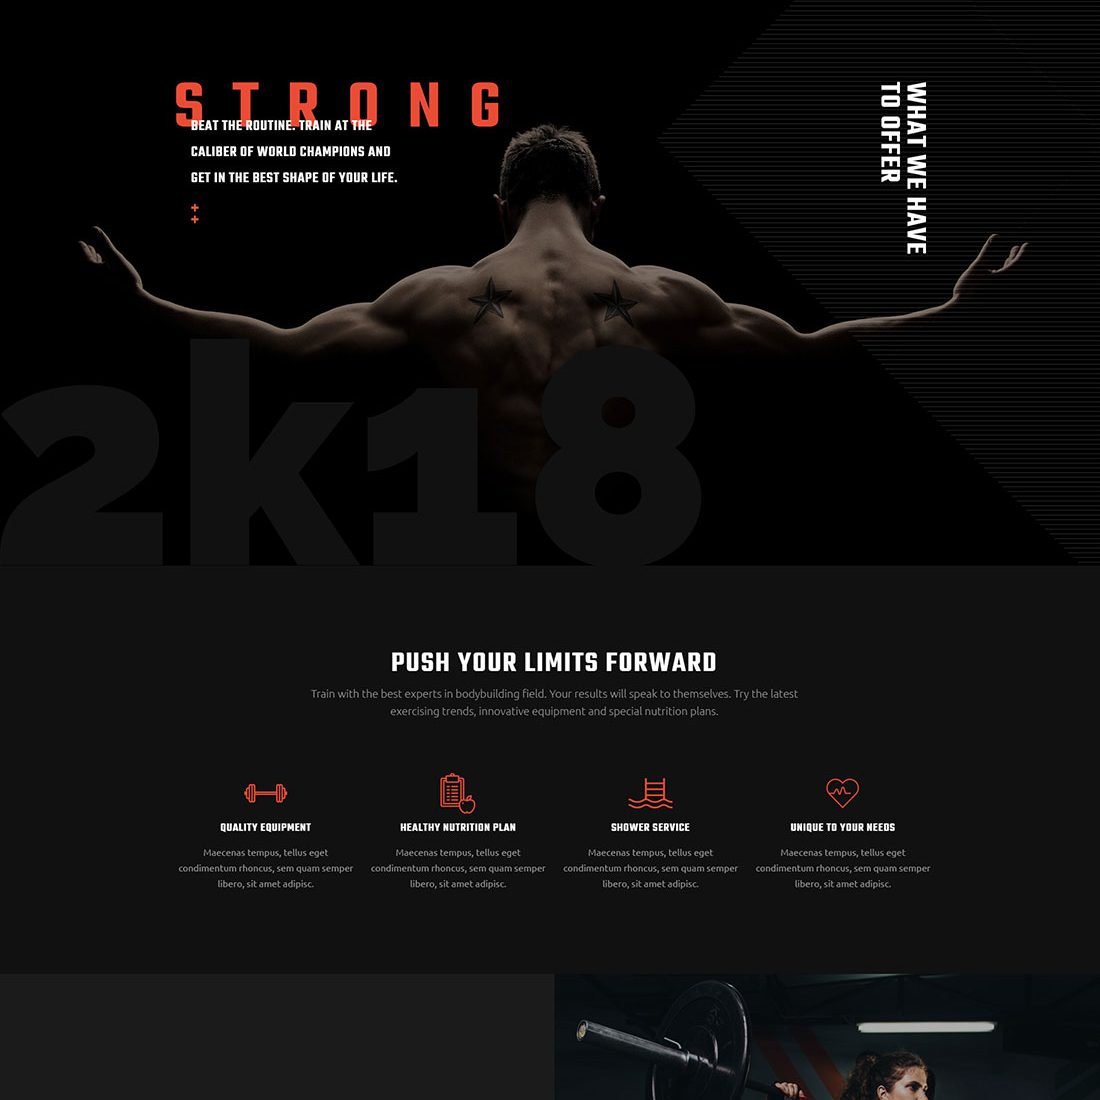 STRONG
BEAT THE ROUTINE. TRAIN AT THE
CALIBER OF WORLD CHAMPIONS AND
GET IN THE BEST SHAPE OF YOUR LIFE.
WHAT WE HAVE
TO OFFER
2k18
PUSH YOUR LIMITS FORWARD
Train with the best experts in bodybuilding field. Your results will speak to themselves. Try the latest
exercising trends, innovative equipment and special nutrition plans.
QUALITY EQUIPMENT
Maecenas tempus, tellus eget
condimentum rhoncus, sem quam semper
libero, sit amet adipisc.
HEALTHY NUTRITION PLAN
Maecenas tempus, tellus eget
condimentum rhoncus, sem quam semper
libero, sit amet adipisc.
SHOWER SERVICE
Maecenas tempus, tellus eget
condimentum rhoncus, sem quam semper
libero, sit amet adipisc.
UNIQUE TO YOUR NEEDS
Maecenas tempus, tellus eget
condimentum rhoncus, sem quam semper
libero, sit amet adipisc.